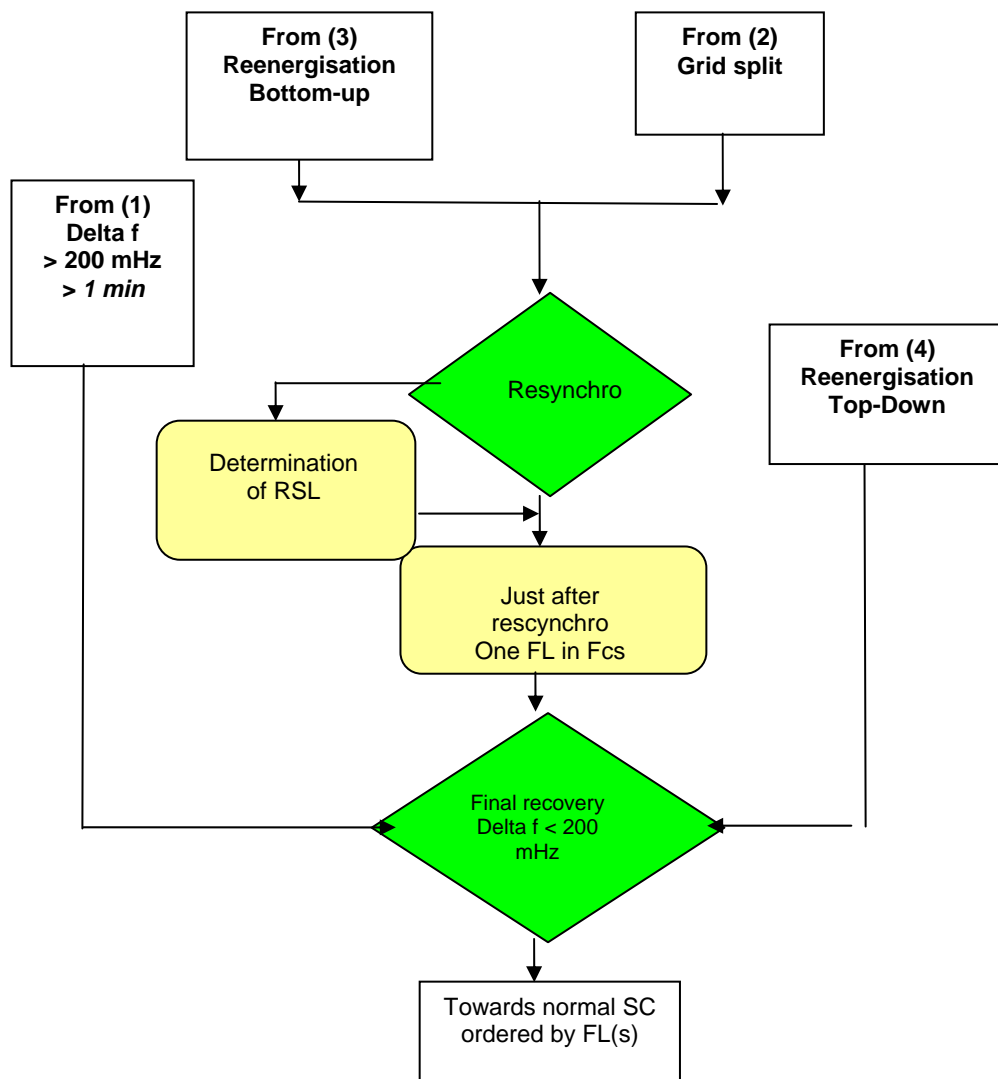 From (3)
Reenergisation
Bottom-up
From (2)
Grid split
From (1)
Delta f
> 200 mHz
> 1 min
Resynchro
From (4)
Reenergisation
Top-Down
Determination
of RSL
Just after
rescynchro
One FL in Fcs
Final recovery
Delta f < 200
mHz
Towards normal SC
ordered by FL(s)